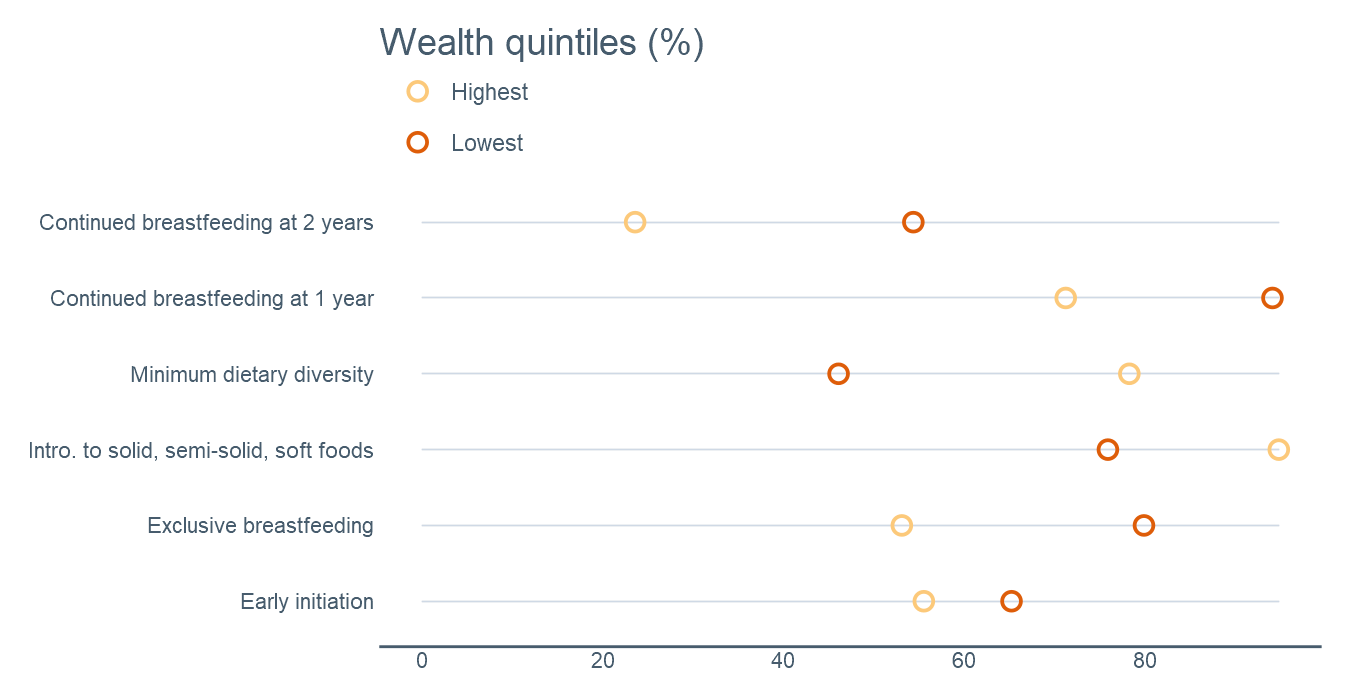 Wealth quintiles (%)
Highest
Lowest
Continued breastfeeding at 2 years
Continued breastfeeding at 1 year
Minimum dietary diversity
Intro. to solid, semi-solid, soft foods
Exclusive breastfeeding
Early initiation
0 20 40 60 80